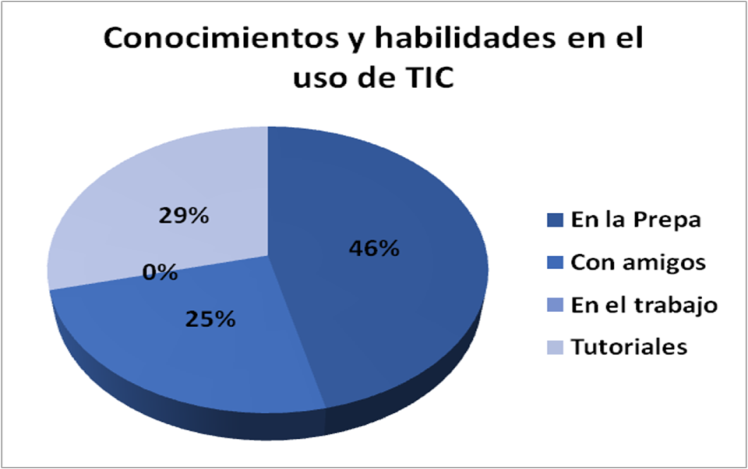 Conocimientos y habilidades en el
uso de TIC
29%
46%
0%
25%
En la Prepa
Con amigos
En el trabajo
Tutoriales